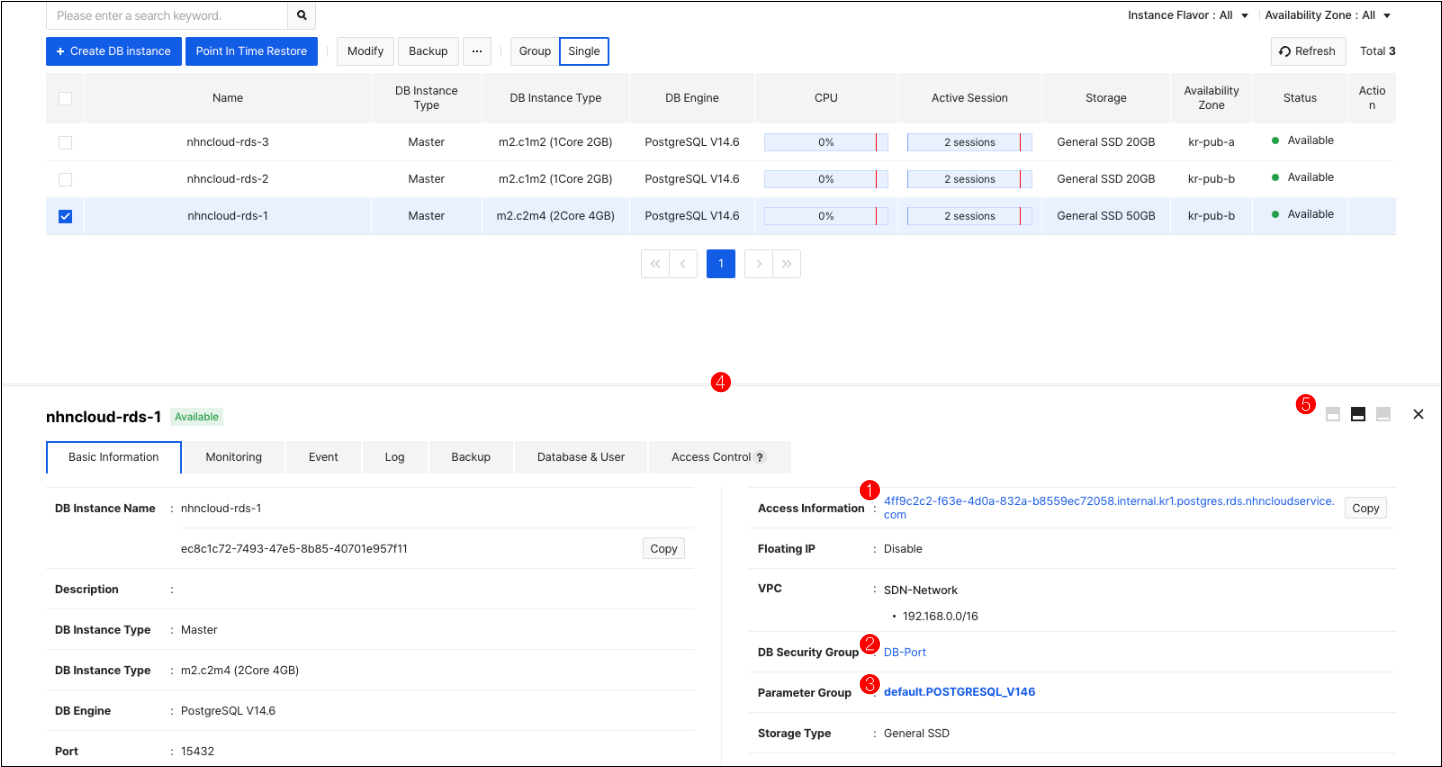 Please enter a search keyword.
Instance Flavor : All Availability Zone : All
+ Create DB instance Point In Time Restore Modify Backup ... Group Single Refresh Total 3
Name DB Instance Type DB Instance Type DB Engine CPU Active Session Storage Availability Zone Status Action
nhncloud-rds-3 Master m2.c1m2 (1Core 2GB) PostgreSQL V14.6 0% 2 sessions General SSD 20GB kr-pub-a Available
nhncloud-rds-2 Master m2.c1m2 (1Core 2GB) PostgreSQL V14.6 0% 2 sessions General SSD 20GB kr-pub-b Available
nhncloud-rds-1 Master m2.c2m4 (2Core 4GB) PostgreSQL V14.6 0% 2 sessions General SSD 50GB kr-pub-b Available
« < 1 > »
4
nhncloud-rds-1 Available
5
Basic Information Monitoring Event Log Backup Database & User Access Control ?
DB Instance Name : nhncloud-rds-1
ec8c1c72-7493-47e5-8b85-40701e957f11 Copy
Description :
DB Instance Type : Master
DB Instance Type : m2.c2m4 (2Core 4GB)
DB Engine : PostgreSQL V14.6
Port : 15432
1
Access Information : 4ff9c2c2-f63e-4d0a-832a-b8559ec72058.internal.kr1.postgres.rds.nhncloudservice.
com Copy
Floating IP : Disable
VPC : SDN-Network
• 192.168.0.0/16
2
DB Security Group : DB-Port
3
Parameter Group : default.POSTGRESQL_V146
Storage Type : General SSD